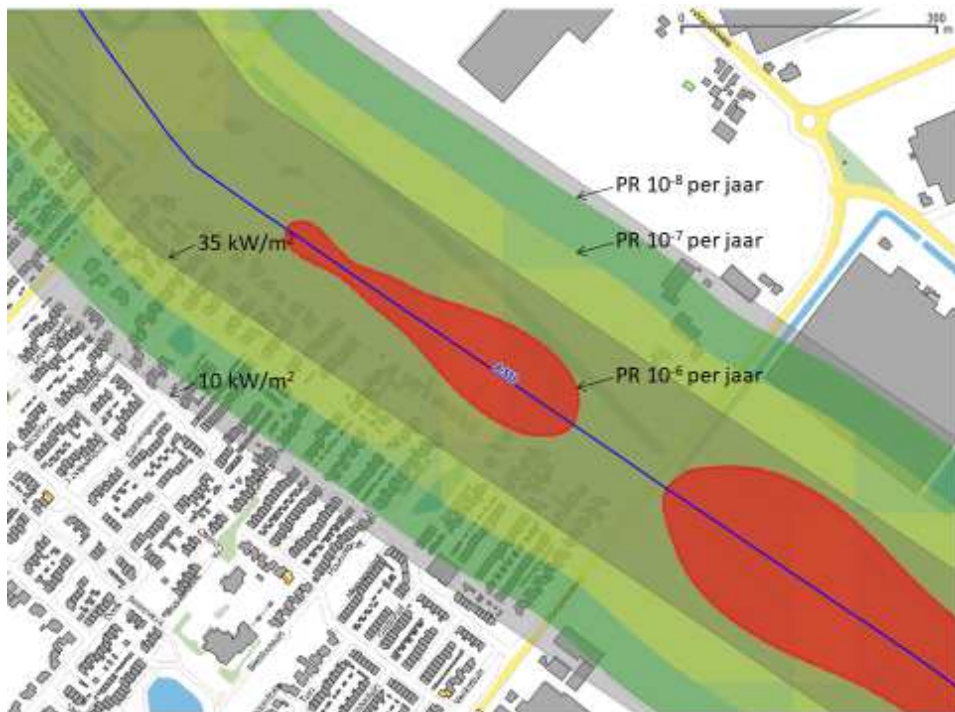 0 300
m
PR 10⁻⁸ per jaar
PR 10⁻⁷ per jaar
35 kW/m²
PR 10⁻⁶ per jaar
10 kW/m²